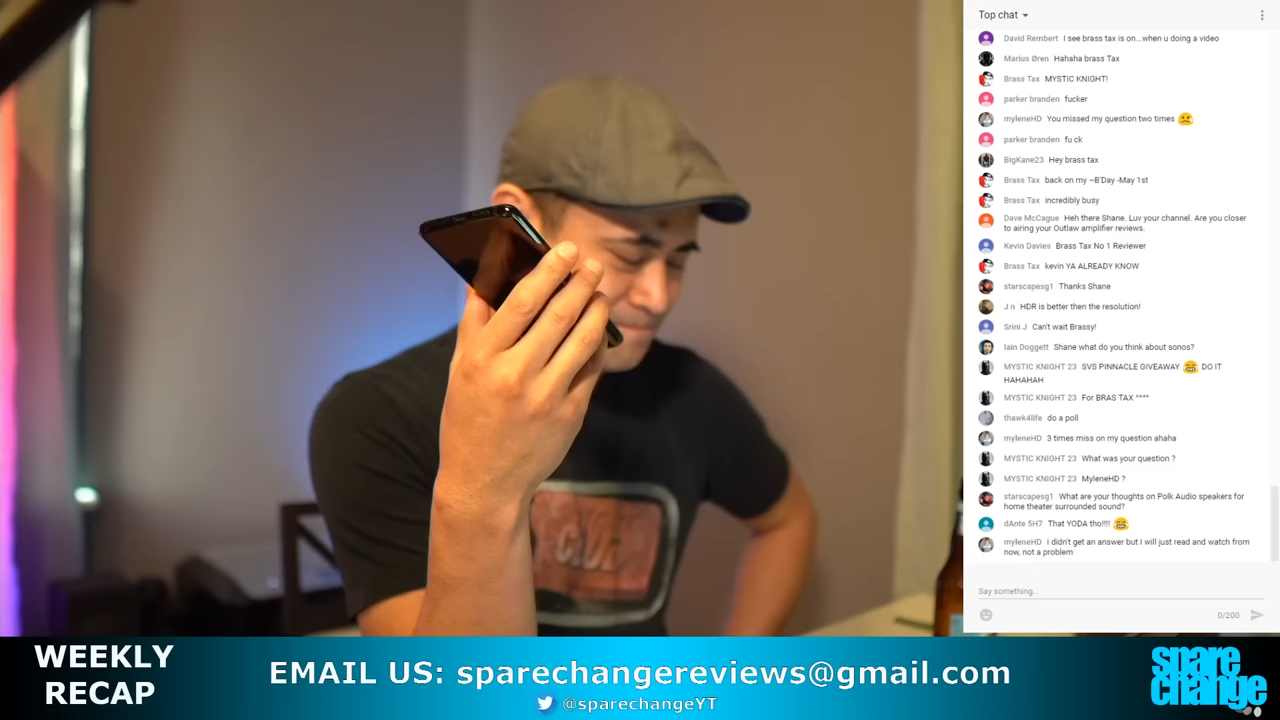 Top chat
David Rembert I see brass tax is on...when u doing a video
Marius Øren Hahaha brass Tax
Brass Tax MYSTIC KNIGHT!
parker branden fucker
myleneHD You missed my question two times
parker branden fu ck
BigKane23 Hey brass tax
Brass Tax back on my ~B'Day -May 1st
Brass Tax incredibly busy
Dave McCague Heh there Shane. Luv your channel. Are you closer
to airing your Outlaw amplifier reviews.
Kevin Davies Brass Tax No 1 Reviewer
Brass Tax kevin YA ALREADY KNOW
starscapesg1 Thanks Shane
J n HDR is better then the resolution!
Srini J Can't wait Brassy!
Iain Doggett Shane what do you think about sonos?
MYSTIC KNIGHT 23 SVS PINNACLE GIVEAWAY 😂 DO IT
HAHAHAH
MYSTIC KNIGHT 23 For BRAS TAX ^^^^
thawk4life do a poll
myleneHD 3 times miss on my question ahaha
MYSTIC KNIGHT 23 What was your question ?
MYSTIC KNIGHT 23 MyleneHD ?
starscapesg1 What are your thoughts on Polk Audio speakers for
home theater surrounded sound?
dAnte 5H7 That YODA tho!!!! 😂
myleneHD I didn't get an answer but I will just read and watch from
now, not a problem
Say something...
0/200
WEEKLY
RECAP
EMAIL US: sparechangereviews@gmail.com
@sparechangeYT
spare
change